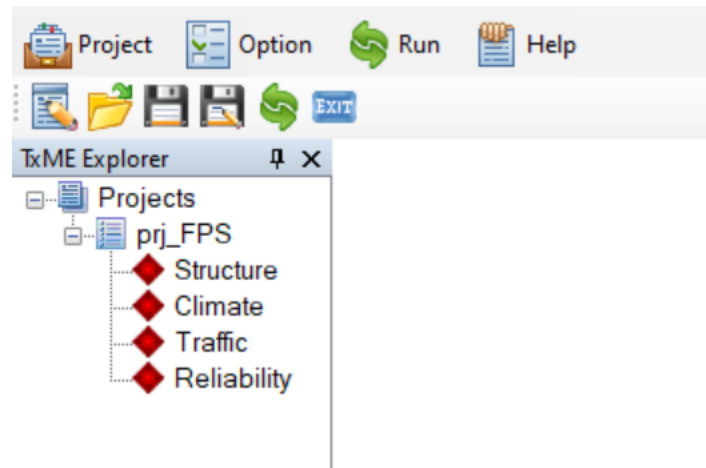 Project Option Run Help
EXIT
TxME Explorer
Projects
prj_FPS
Structure
Climate
Traffic
Reliability